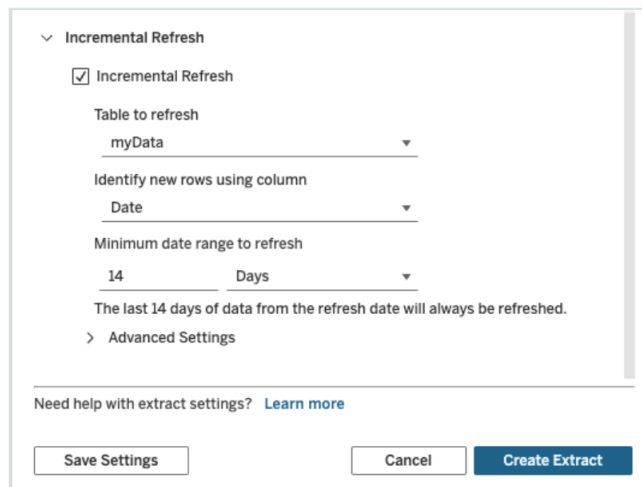 Incremental Refresh
Incremental Refresh
Table to refresh
myData
Identify new rows using column
Date
Minimum date range to refresh
14 Days
The last 14 days of data from the refresh date will always be refreshed.
Advanced Settings
Need help with extract settings? Learn more
Save Settings Cancel Create Extract